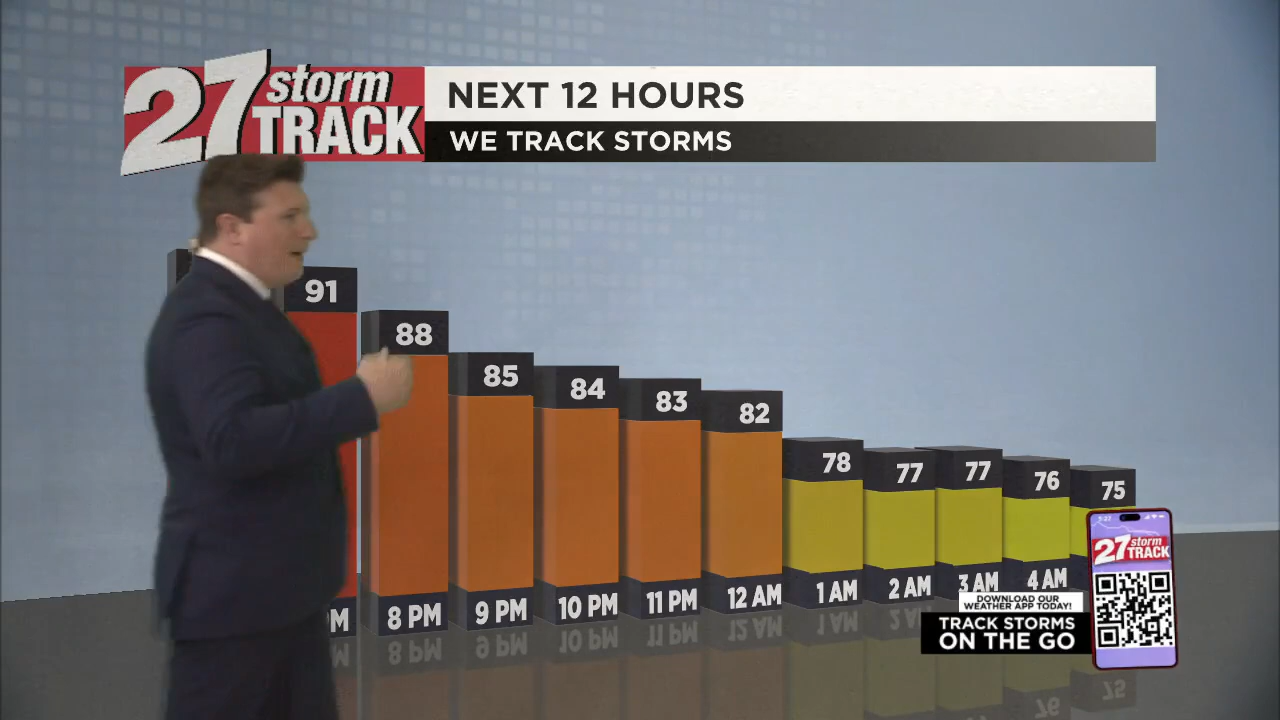 27 storm TRACK
NEXT 12 HOURS
WE TRACK STORMS
91
88
85
84
83
82
78
77
77
76
75
8 PM
9 PM
10 PM
11 PM
12 AM
1 AM
2 AM
3 AM
4 AM
27 storm TRACK
DOWNLOAD OUR
WEATHER APP TODAY!
TRACK STORMS
ON THE GO